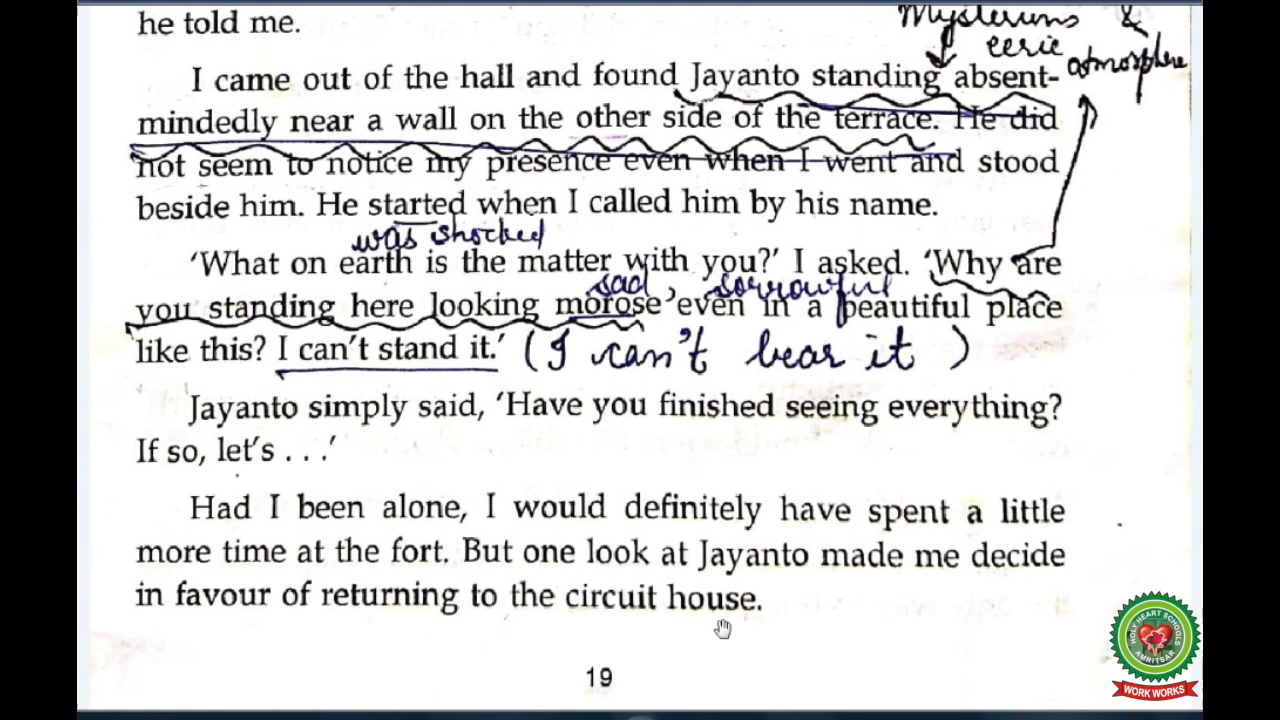 he told me.
Mysterious &
eerie
atmosphere
I came out of the hall and found Jayanto standing absent-
mindedly near a wall on the other side of the terrace. He did
not seem to notice my presence even when I went and stood
beside him. He started when I called him by his name.
was shocked
'What on earth is the matter with you?' I asked. 'Why are
sad, sorrowful
you standing here looking morose even in a beautiful place
like this? I can't stand it.' (I can't bear it)
Jayanto simply said, 'Have you finished seeing everything?
If so, let's . . .'
Had I been alone, I would definitely have spent a little
more time at the fort. But one look at Jayanto made me decide
in favour of returning to the circuit house.
19
HOLY HEART SCHOOLS
AMRITSAR
WORK WORKS